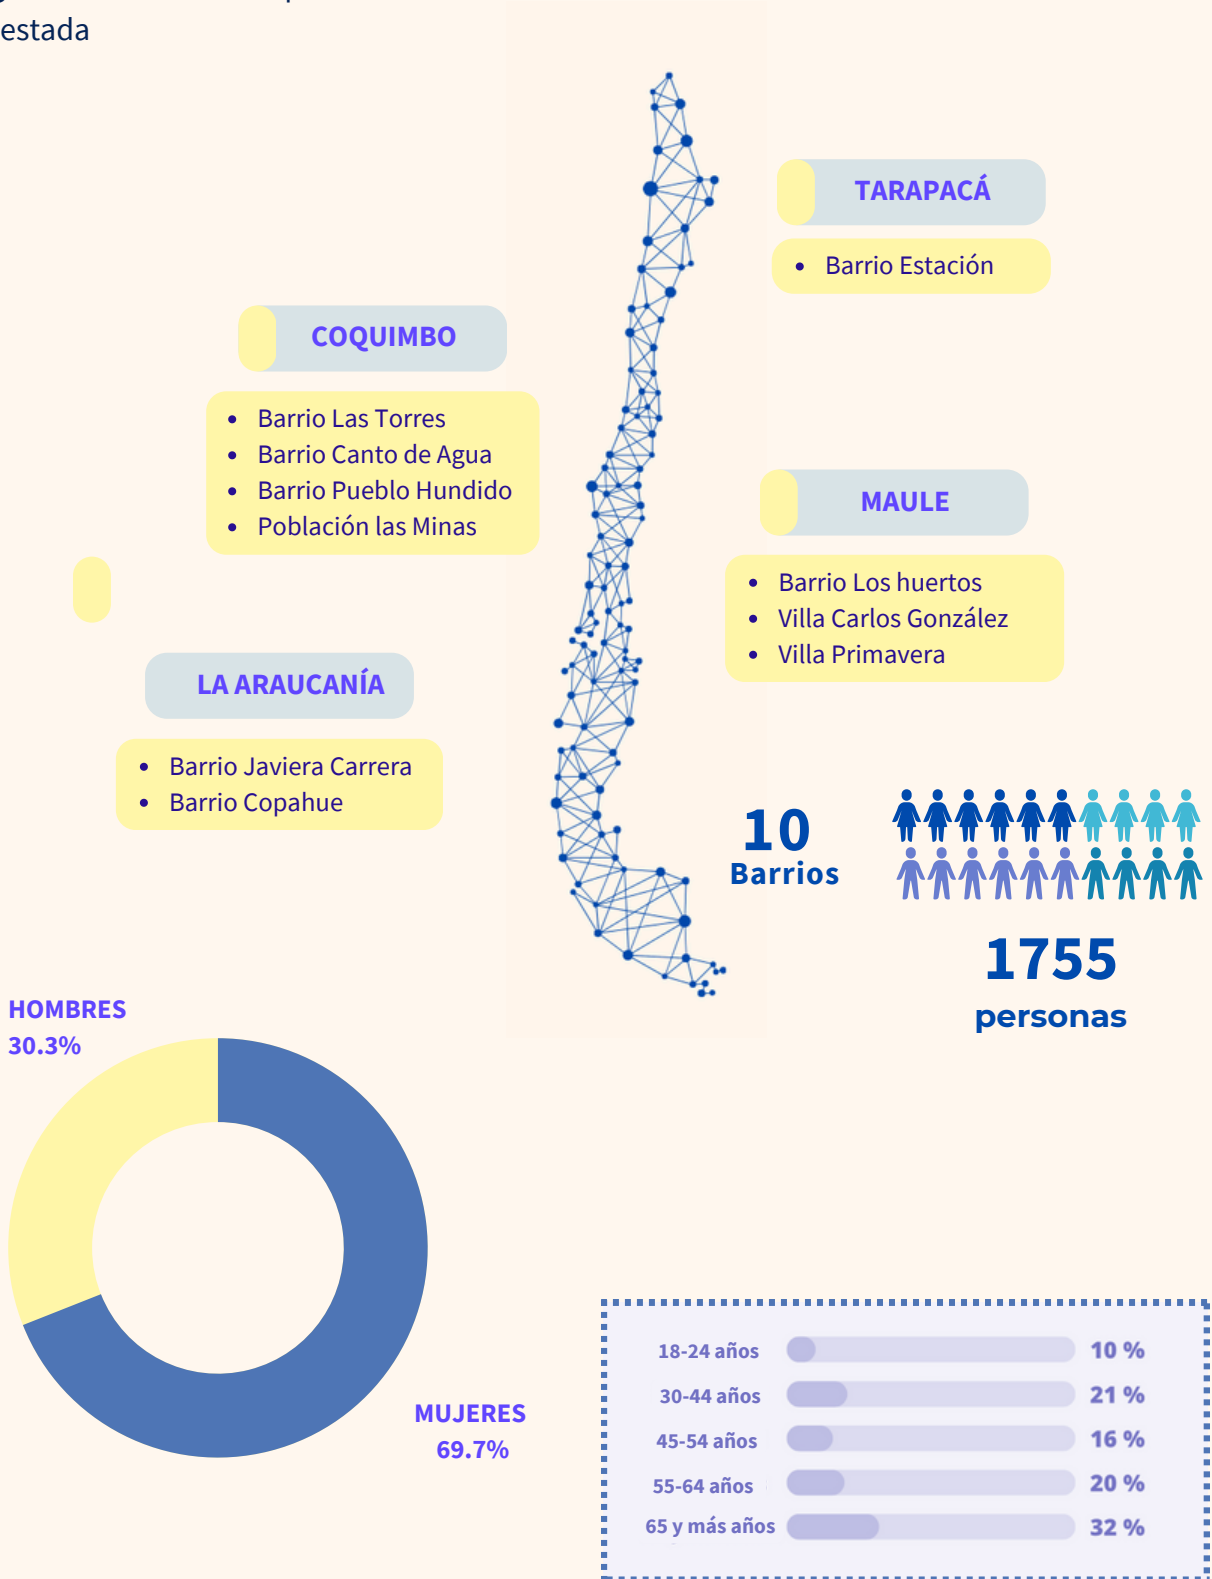 estada
TARAPACÁ
• Barrio Estación
COQUIMBO
• Barrio Las Torres
• Barrio Canto de Agua
• Barrio Pueblo Hundido
• Población las Minas
MAULE
• Barrio Los huertos
• Villa Carlos González
• Villa Primavera
LA ARAUCANÍA
• Barrio Javiera Carrera
• Barrio Copahue
10
Barrios
1755
personas
HOMBRES
30.3%
MUJERES
69.7%
18-24 años 10 %
30-44 años 21 %
45-54 años 16 %
55-64 años 20 %
65 y más años 32 %